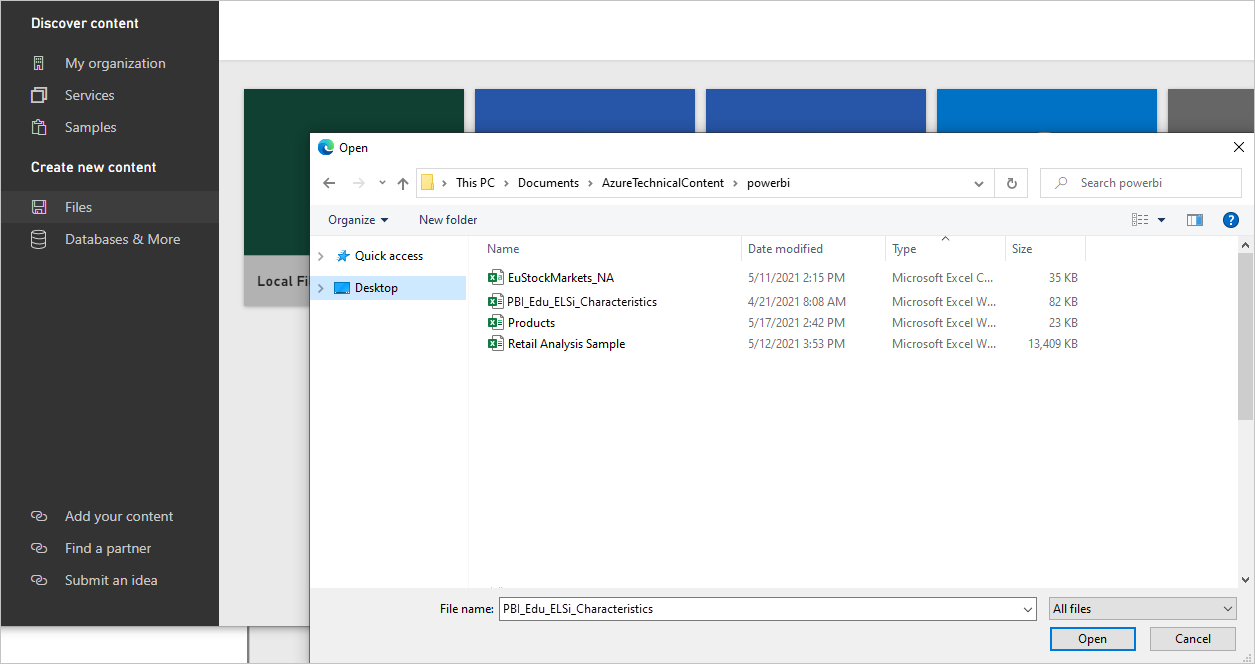 Discover content
My organization
Services
Samples
Create new content
Files
Databases & More
Add your content
Find a partner
Submit an idea
Local Fi
Open
This PC > Documents > AzureTechnicalContent > powerbi
Search powerbi
Organize
New folder
Quick access
Desktop
Name Date modified Type Size
EuStockMarkets_NA 5/11/2021 2:15 PM Microsoft Excel C... 35 KB
PBI_Edu_ELSi_Characteristics 4/21/2021 8:08 AM Microsoft Excel W... 82 KB
Products 5/17/2021 2:42 PM Microsoft Excel W... 23 KB
Retail Analysis Sample 5/12/2021 3:53 PM Microsoft Excel W... 13,409 KB
File name: PBI_Edu_ELSi_Characteristics
All files
Open
Cancel